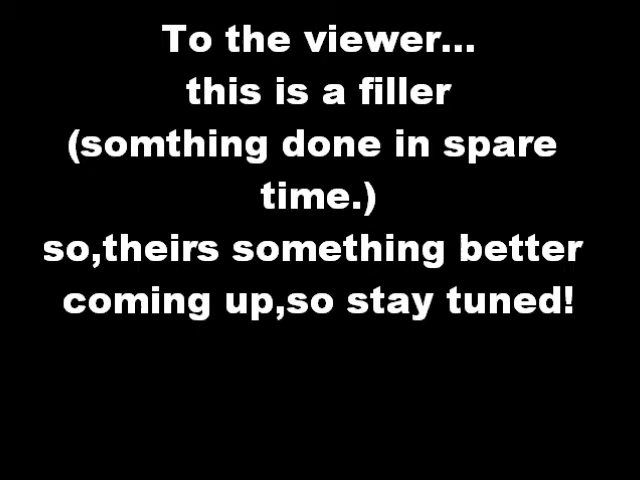 To the viewer...
this is a filler
(somthing done in spare
time.)
so,theirs something better
coming up,so stay tuned!